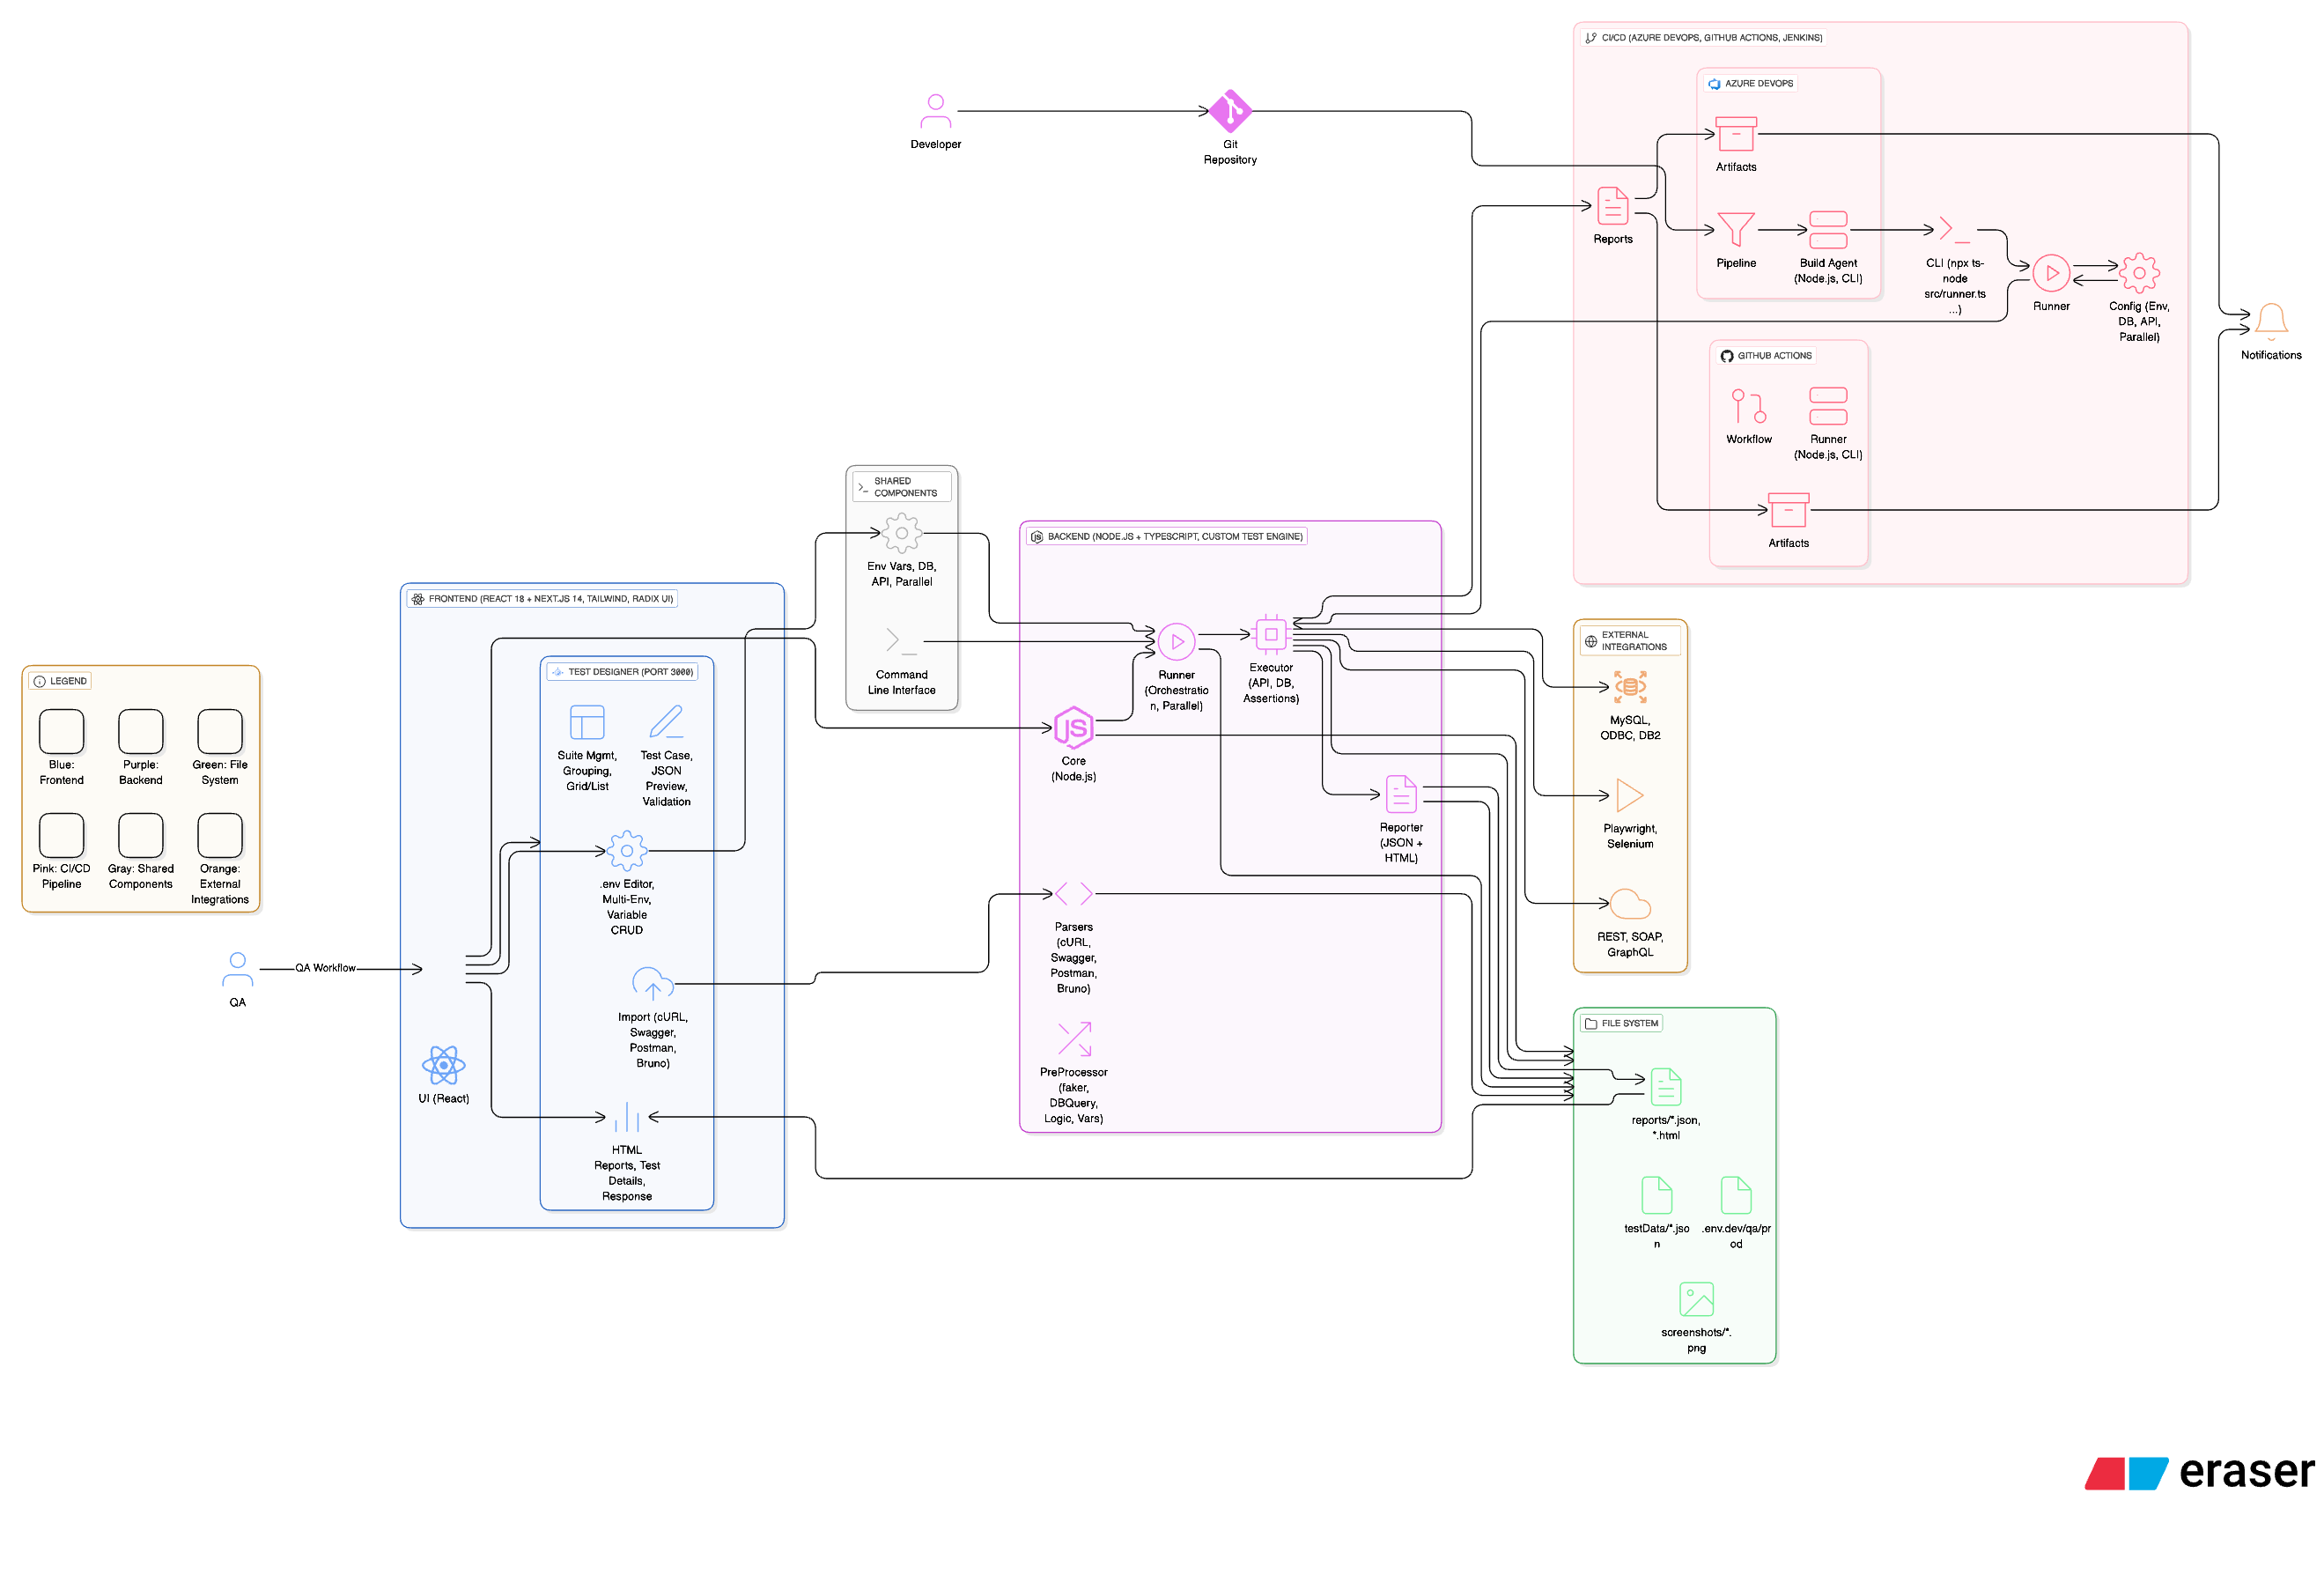 CI/CD (AZURE DEVOPS, GITHUB ACTIONS, JENKINS)
AZURE DEVOPS
Developer
Git
Repository
Artifacts
Reports
Pipeline
Build Agent
(Node.js, CLI)
CLI (npx ts-
node
src/runner.ts
...)
Runner
Config (Env,
DB, API,
Parallel)
Notifications
GITHUB ACTIONS
Workflow
Runner
(Node.js, CLI)
Artifacts
SHARED
COMPONENTS
Env Vars, DB,
API, Parallel
Command
Line Interface
BACKEND (NODE.JS + TYPESCRIPT, CUSTOM TEST ENGINE)
Runner
(Orchestratio
n, Parallel)
Executor
(API, DB,
Assertions)
Core
(Node.js)
Reporter
(JSON +
HTML)
Parsers
(cURL,
Swagger,
Postman,
Bruno)
PreProcessor
(faker,
DBQuery,
Logic, Vars)
FRONTEND (REACT 18 + NEXT.JS 14, TAILWIND, RADIX UI)
TEST DESIGNER (PORT 3000)
Suite Mgmt,
Grouping,
Grid/List
Test Case,
JSON
Preview,
Validation
.env Editor,
Multi-Env,
Variable
CRUD
Import (cURL,
Swagger,
Postman,
Bruno)
UI (React)
HTML
Reports, Test
Details,
Response
LEGEND
Blue:
Frontend
Purple:
Backend
Green: File
System
Pink: CI/CD
Pipeline
Gray: Shared
Components
Orange:
External
Integrations
QA Workflow
QA
EXTERNAL
INTEGRATIONS
MySQL,
ODBC, DB2
Playwright,
Selenium
REST, SOAP,
GraphQL
FILE SYSTEM
reports/*.json,
*.html
testData/*.jso
n
.env.dev/qa/pr
od
screenshots/*.
png
eraser